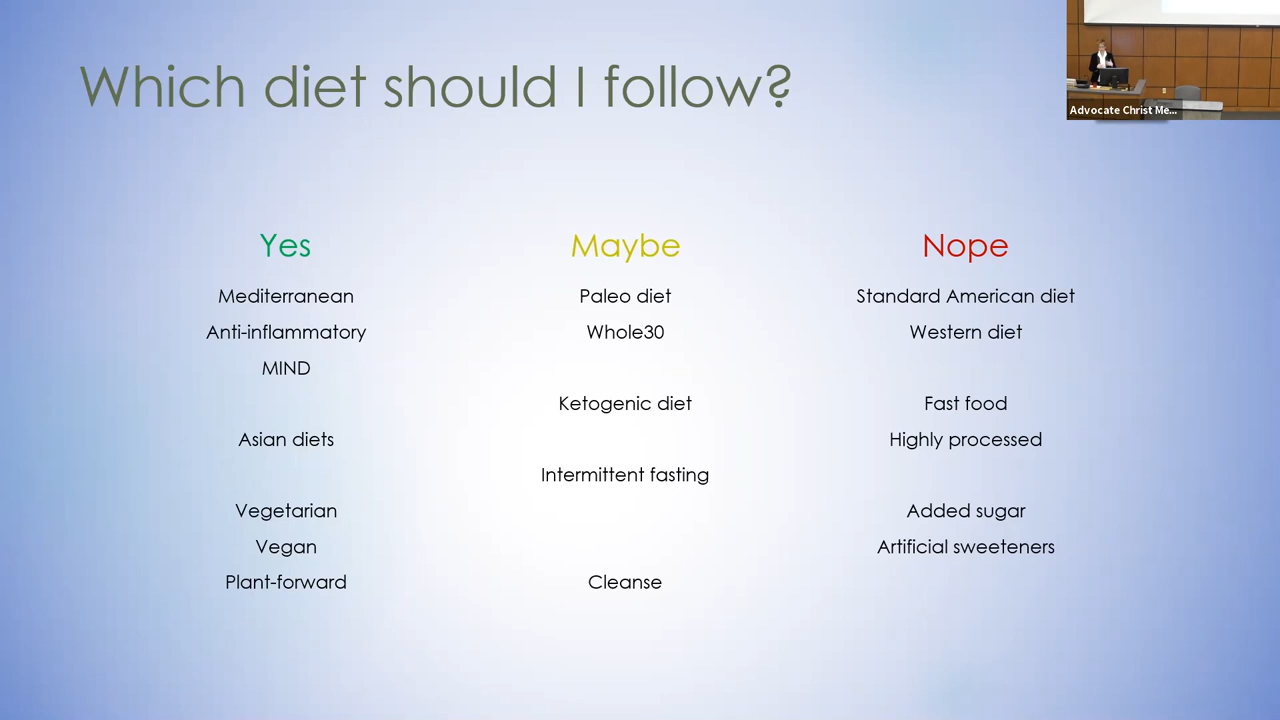 Which diet should I follow?
Advocate Christ Me...
Yes
Mediterranean
Anti-inflammatory
MIND
Asian diets
Vegetarian
Vegan
Plant-forward
Maybe
Paleo diet
Whole30
Ketogenic diet
Intermittent fasting
Cleanse
Nope
Standard American diet
Western diet
Fast food
Highly processed
Added sugar
Artificial sweeteners